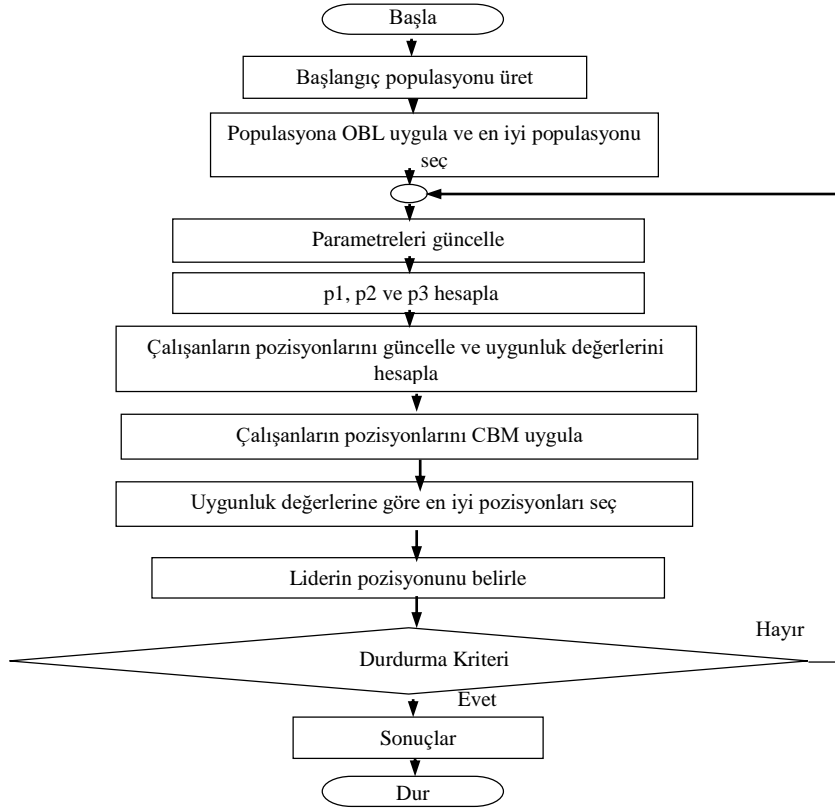 Başla
Başlangıç populasyonu üret
Populasyona OBL uygula ve en iyi populasyonu
seç
Parametreleri güncelle
p1, p2 ve p3 hesapla
Çalışanların pozisyonlarını güncelle ve uygunluk değerlerini
hesapla
Çalışanların pozisyonlarını CBM uygula
Uygunluk değerlerine göre en iyi pozisyonları seç
Liderin pozisyonunu belirle
Hayır
Durdurma Kriteri
Evet
Sonuçlar
Dur